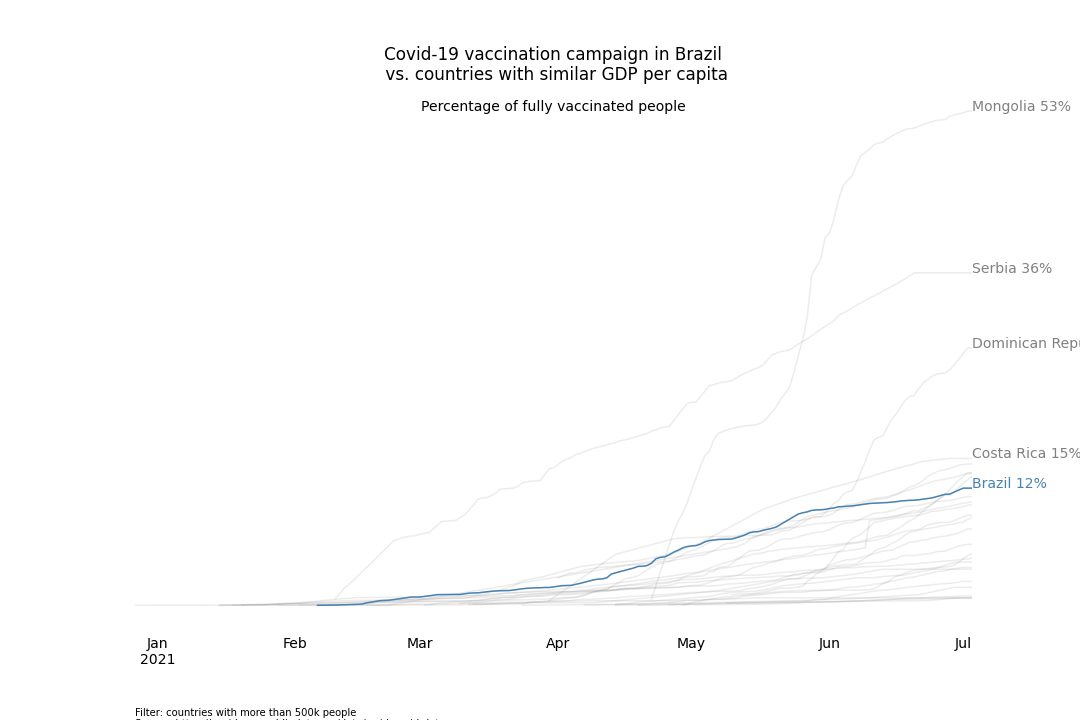 Covid-19 vaccination campaign in Brazil
vs. countries with similar GDP per capita
Percentage of fully vaccinated people
Mongolia 53%
Serbia 36%
Dominican Repu
Costa Rica 15%
Brazil 12%
Jan Feb Mar Apr May Jun Jul
2021
Filter: countries with more than 500k people